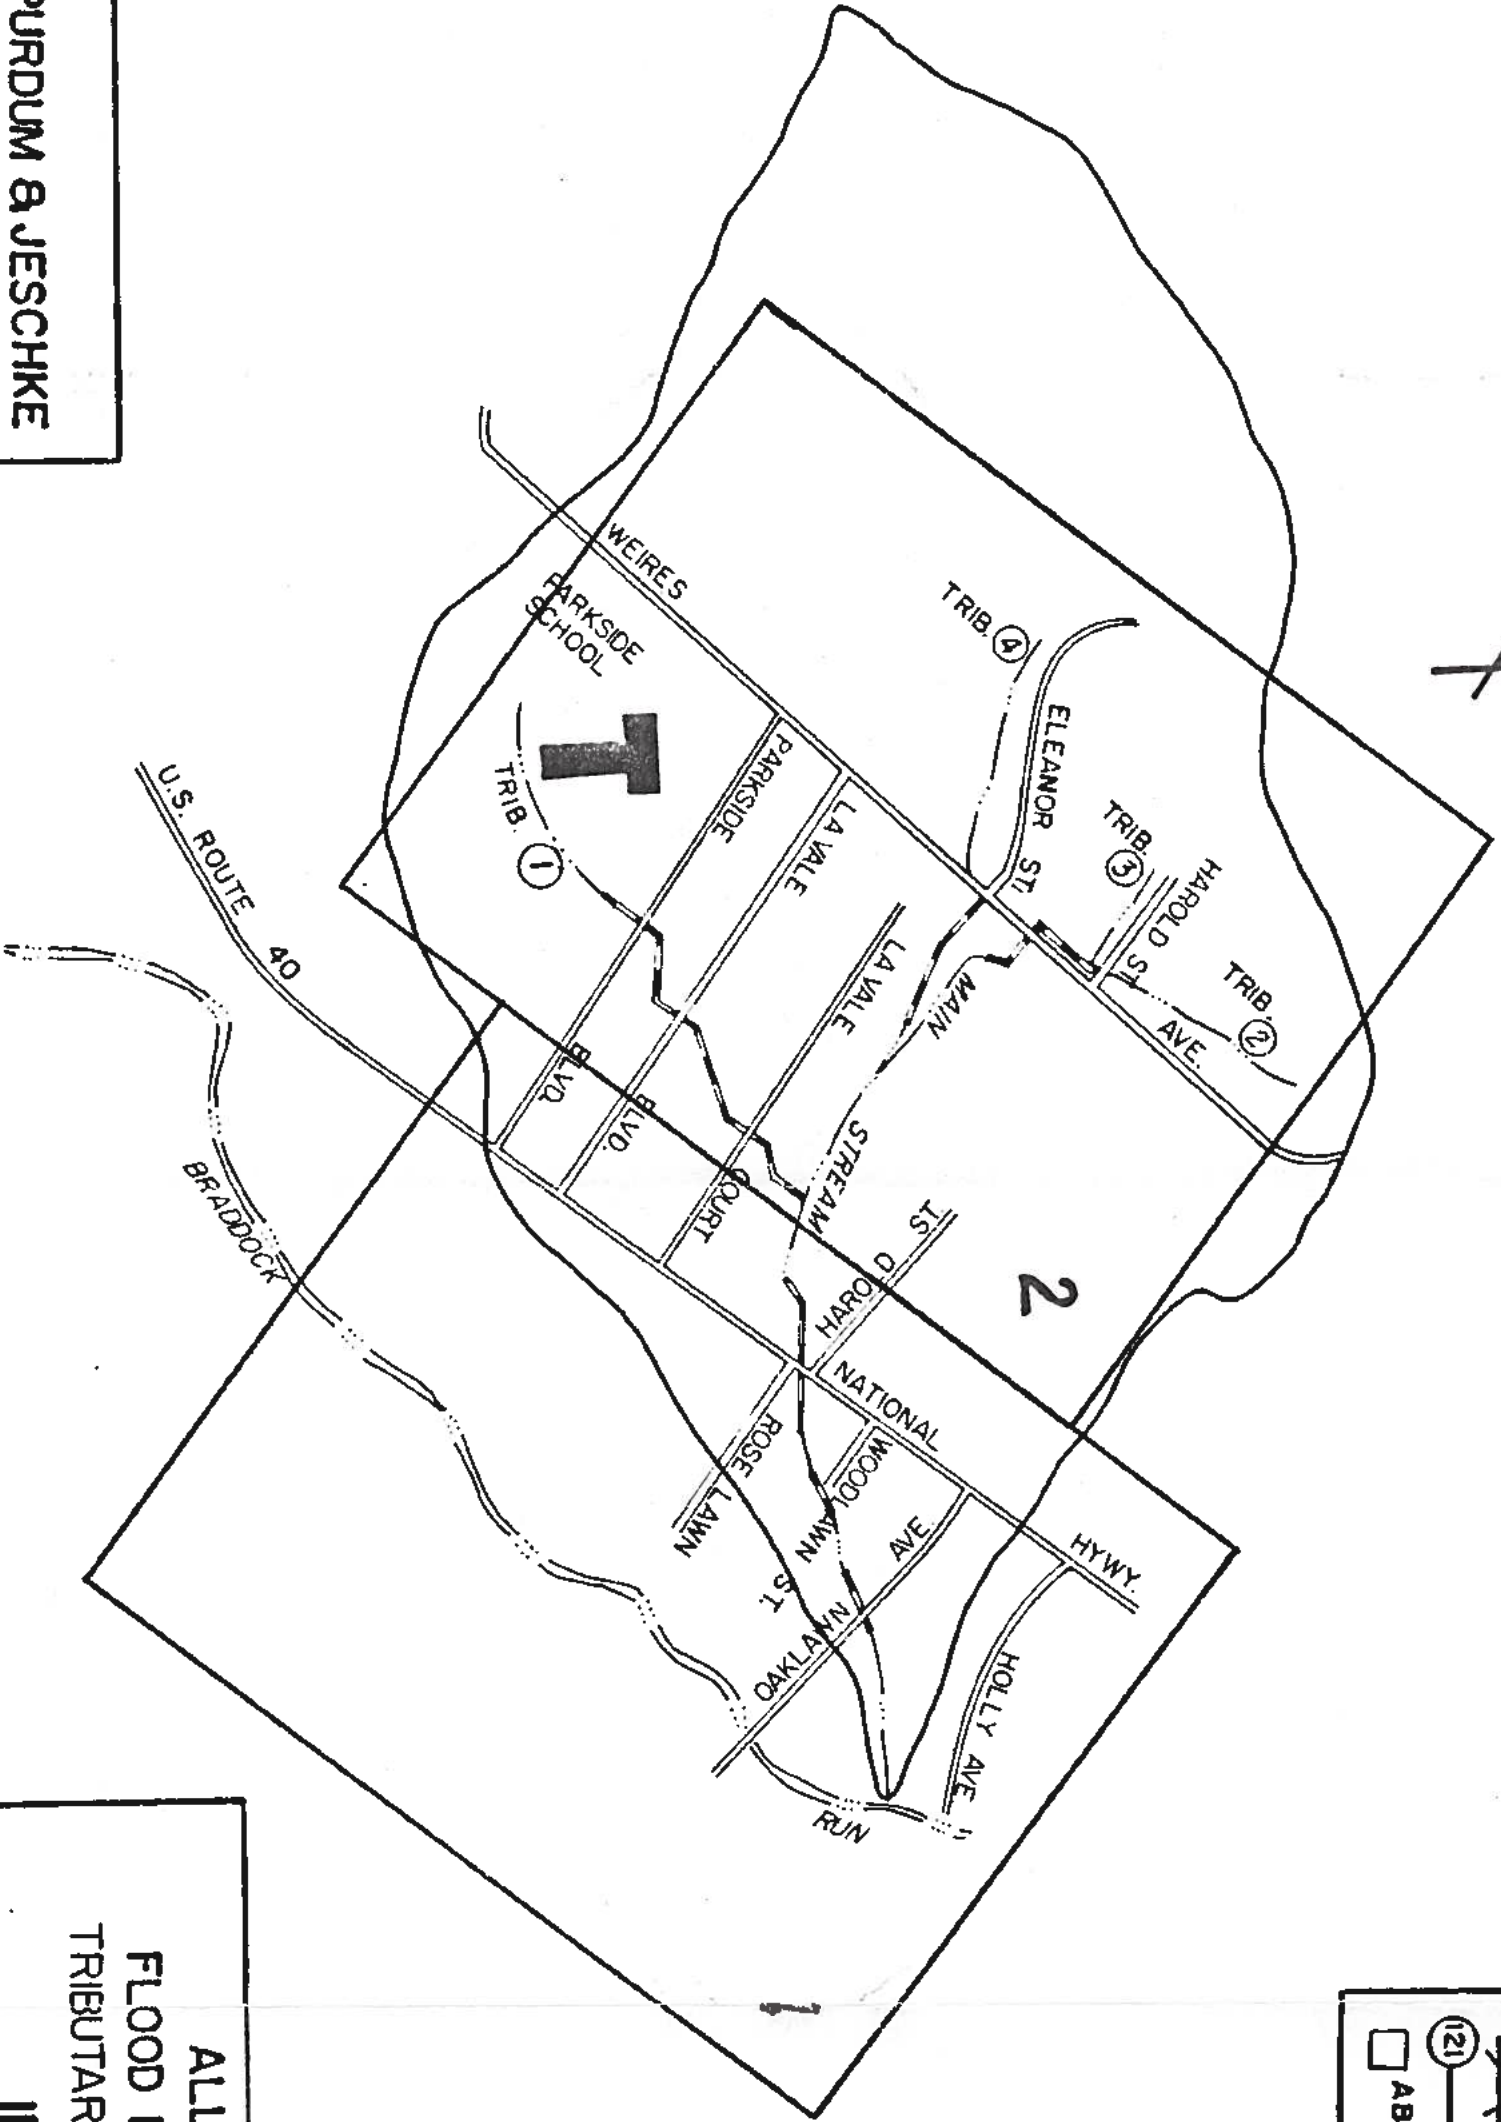 PURDUM & JESCHKE
WEIRES
AVE.
PARKSIDE
SCHOOL
TRIB. 4
ELEANOR ST.
TRIB. 3
HAROLD ST.
TRIB. 2
TRIB. 1
PARKSIDE BLVD.
LA VALE BLVD.
LA VALE COURT
MAIN STREAM
HAROLD ST.
2
U.S. ROUTE 40
NATIONAL HYWY.
BRADDOCK RUN
ROSE LAWN
WOODLAWN ST.
OAKLAWN AVE.
HOLLY AVE.
121
AB
ALL
FLOOD
TRIBUTAR